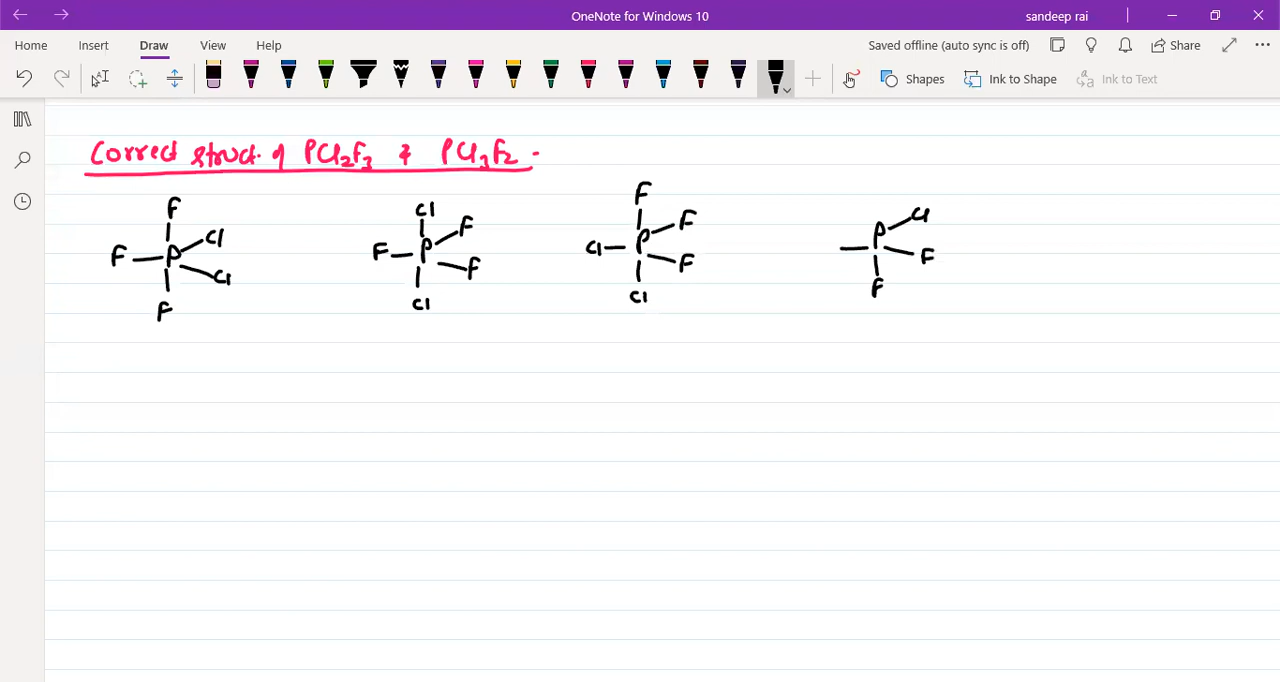 OneNote for Windows 10
sandeep rai
Home Insert Draw View Help
Saved offline (auto sync is off)
Share
Shapes
Ink to Shape
Ink to Text
Correct struct. of PCl2F3 & PCl3F2 -
F
F P Cl
Cl
F
Cl
F P F
F
Cl
F
Cl P F
F
Cl
P Cl
F
F